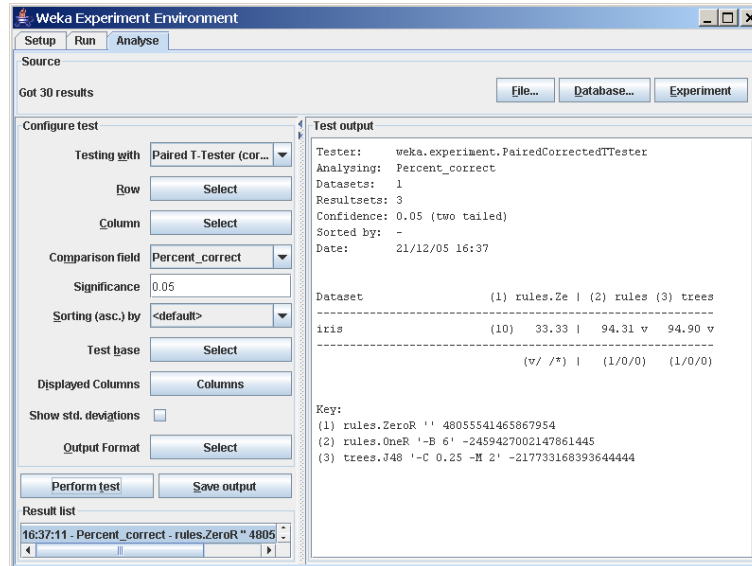 Weka Experiment Environment
Setup Run Analyse
Source
Got 30 results
File... Database... Experiment
Configure test
Testing with Paired T-Tester (cor...
Row Select
Column Select
Comparison field Percent_correct
Significance 0.05
Sorting (asc.) by <default>
Test base Select
Displayed Columns Columns
Show std. deviations
Output Format Select
Perform test Save output
Result list
16:37:11 - Percent_correct - rules.ZeroR '' 4805
Test output
Tester: weka.experiment.PairedCorrectedTTester
Analysing: Percent_correct
Datasets: 1
Resultsets: 3
Confidence: 0.05 (two tailed)
Sorted by: -
Date: 21/12/05 16:37
Dataset (1) rules.Ze | (2) rules (3) trees
----------------------------------------------------------
iris (10) 33.33 | 94.31 v 94.90 v
----------------------------------------------------------
(v/ /*) | (1/0/0) (1/0/0)
Key:
(1) rules.ZeroR '' 48055541465867954
(2) rules.OneR '-B 6' -2459427002147861445
(3) trees.J48 '-C 0.25 -M 2' -217733168393644444